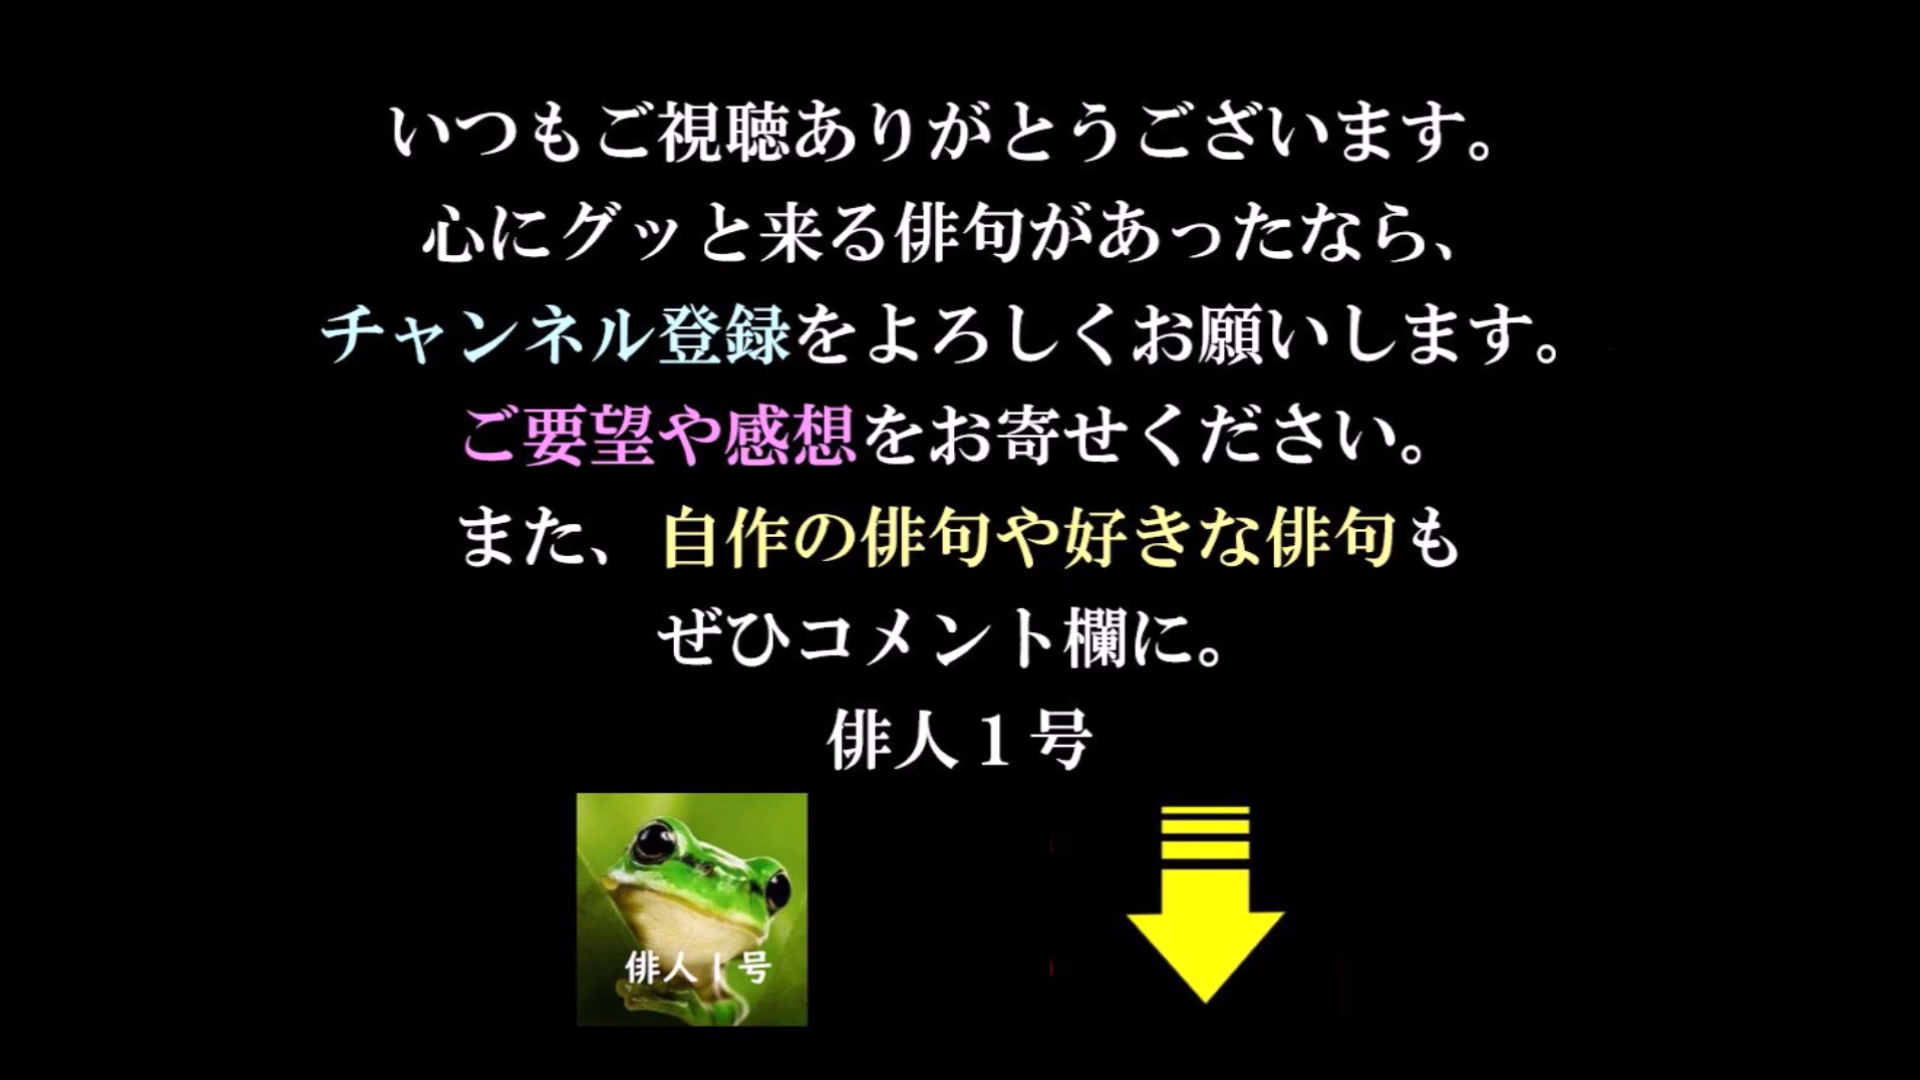 いつもご視聴ありがとうございます。
心にグッと来る俳句があったなら、
チャンネル登録をよろしくお願いします。
ご要望や感想をお寄せください。
また、自作の俳句や好きな俳句も
ぜひコメント欄に。
俳人１号
俳人１号